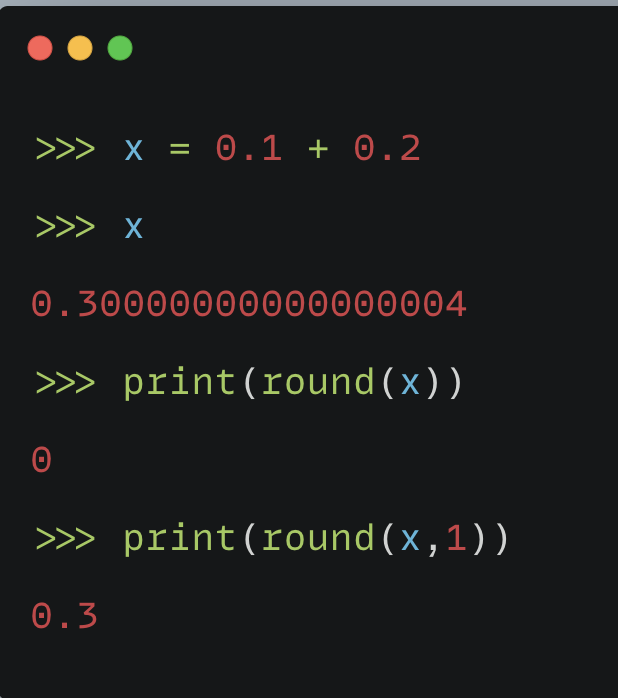 >>> x = 0.1 + 0.2
>>> x
0.30000000000000004
>>> print(round(x))
0
>>> print(round(x,1))
0.3